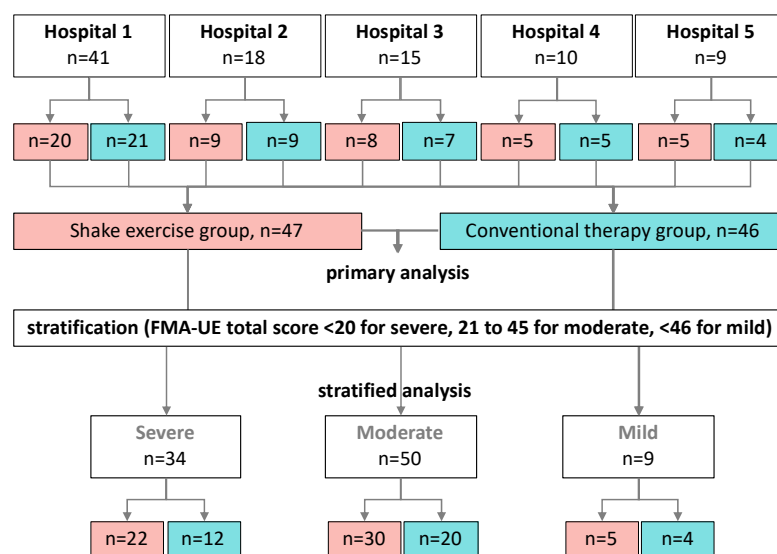 Hospital 1
n=41
Hospital 2
n=18
Hospital 3
n=15
Hospital 4
n=10
Hospital 5
n=9
n=20
n=21
n=9
n=9
n=8
n=7
n=5
n=5
n=5
n=4
Shake exercise group, n=47
Conventional therapy group, n=46
primary analysis
stratification (FMA-UE total score <20 for severe, 21 to 45 for moderate, <46 for mild)
stratified analysis
Severe
n=34
Moderate
n=50
Mild
n=9
n=22
n=12
n=30
n=20
n=5
n=4